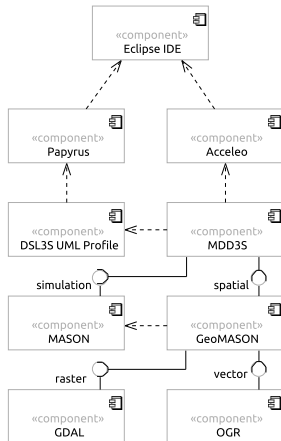 «component»
Eclipse IDE
«component»
Papyrus
«component»
Acceleo
«component»
DSL3S UML Profile
«component»
MDD3S
simulation
spatial
«component»
MASON
«component»
GeoMASON
raster
vector
«component»
GDAL
«component»
OGR